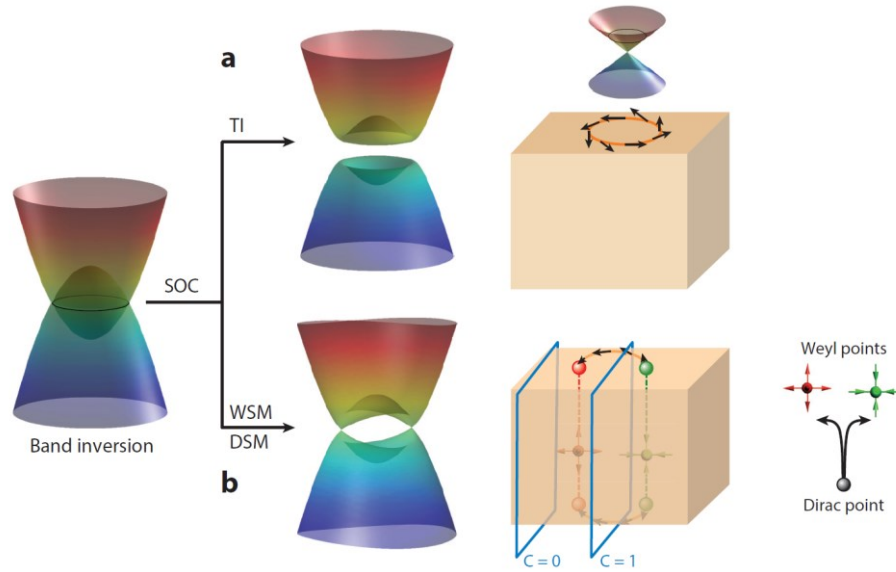 a
TI
SOC
Band inversion
WSM
DSM
b
Weyl points
Dirac point
C = 0
C = 1